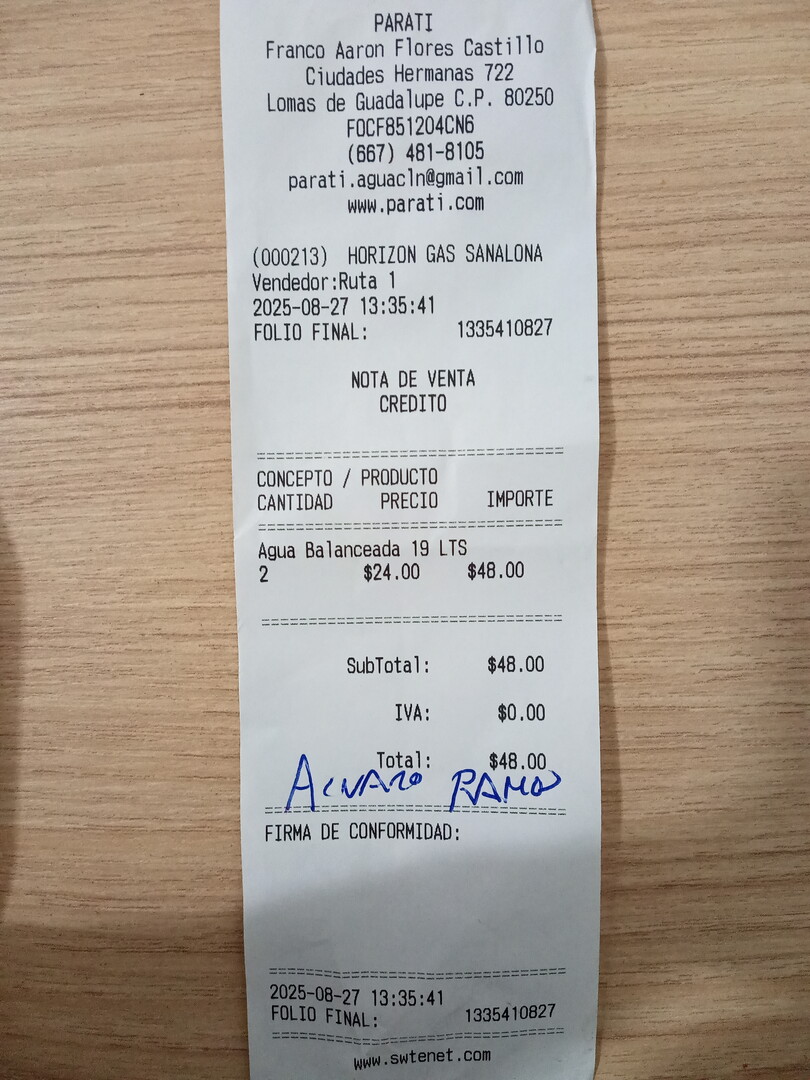 PARATI
Franco Aaron Flores Castillo
Ciudades Hermanas 722
Lomas de Guadalupe C.P. 80250
FOCF851204CN6
(667) 481-8105
parati.aguacln@gmail.com
www.parati.com
(000213) HORIZON GAS SANALONA
Vendedor:Ruta 1
2025-08-27 13:35:41
FOLIO FINAL: 1335410827
NOTA DE VENTA
CREDITO
CONCEPTO / PRODUCTO
CANTIDAD PRECIO IMPORTE
Agua Balanceada 19 LTS
2 $24.00 $48.00
SubTotal: $48.00
IVA: $0.00
Total: $48.00
FIRMA DE CONFORMIDAD:
2025-08-27 13:35:41
FOLIO FINAL: 1335410827
www.swtenet.com